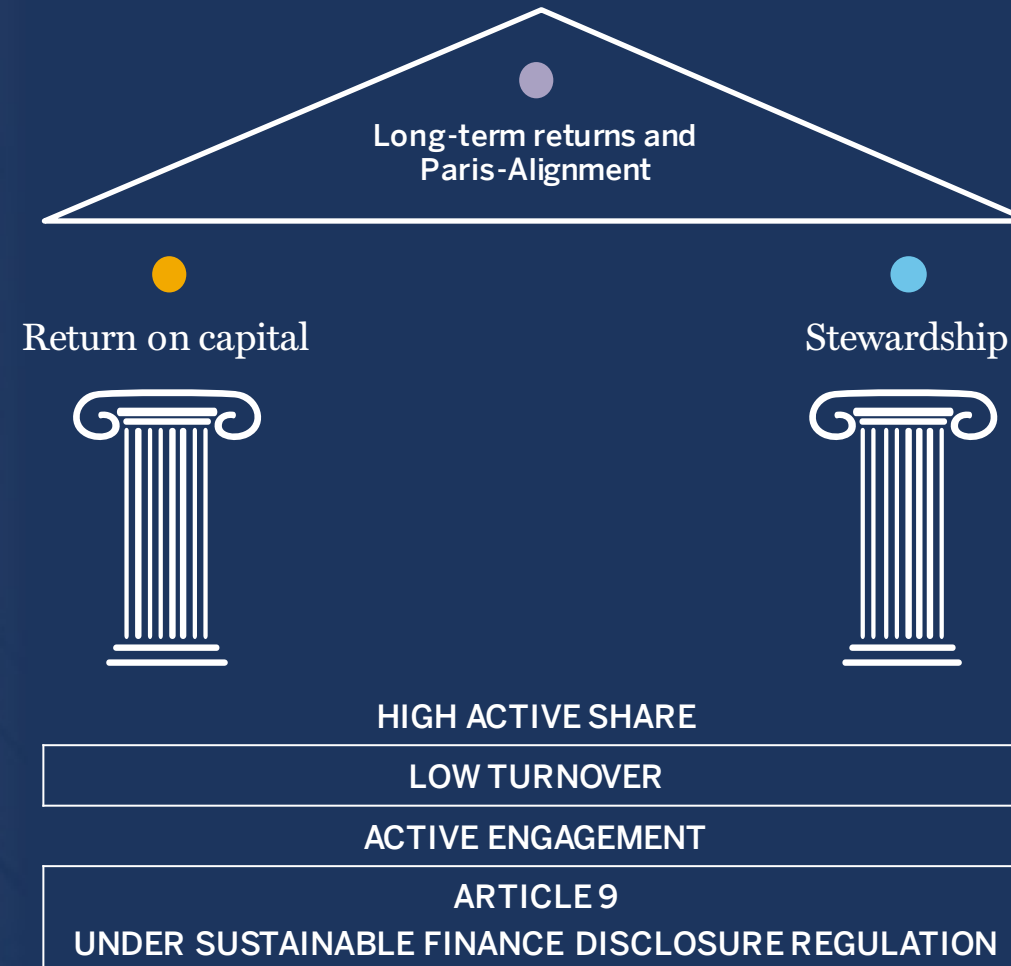 Long-term returns and
Paris-Alignment
Return on capital
Stewardship
HIGH ACTIVE SHARE
LOW TURNOVER
ACTIVE ENGAGEMENT
ARTICLE 9
UNDER SUSTAINABLE FINANCE DISCLOSURE REGULATION